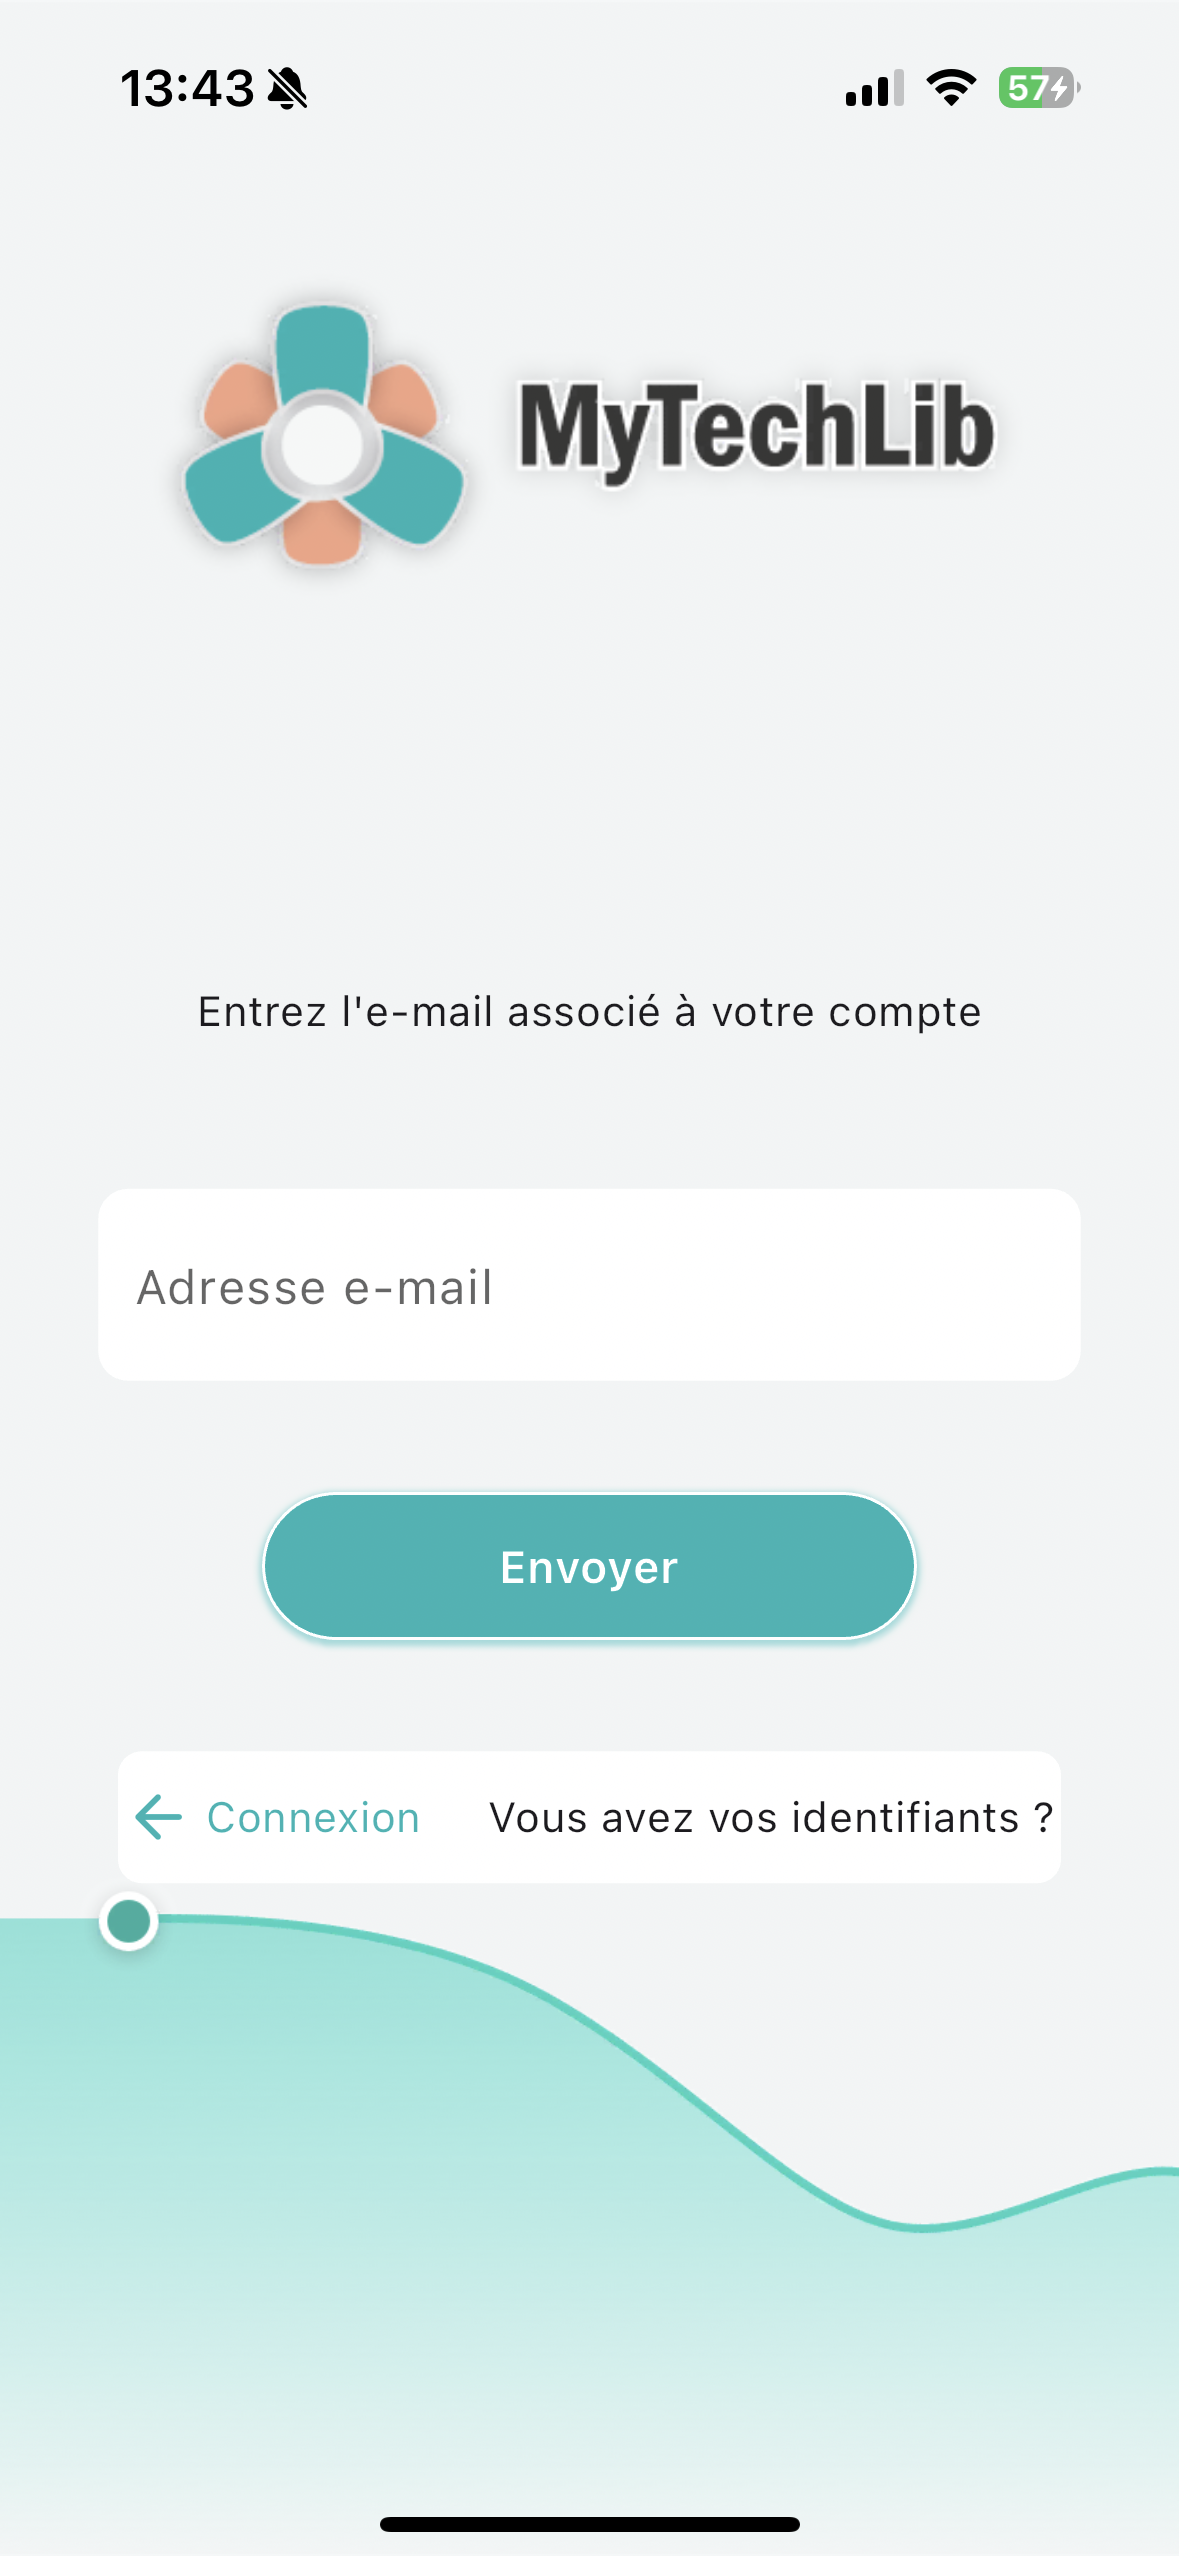 13:43
57
MyTechLib
Entrez l'e-mail associé à votre compte
Adresse e-mail
Envoyer
Connexion Vous avez vos identifiants ?